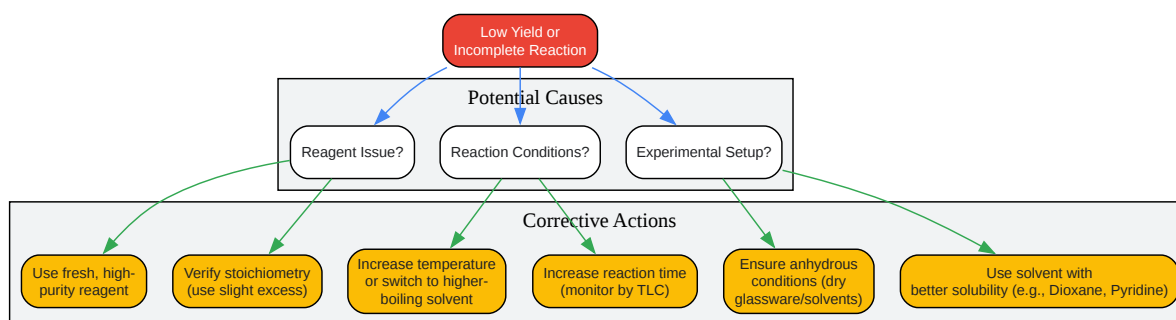 Low Yield or
Incomplete Reaction
Potential Causes
Reagent Issue?
Reaction Conditions?
Experimental Setup?
Corrective Actions
Use fresh, high-
purity reagent
Verify stoichiometry
(use slight excess)
Increase temperature
or switch to higher-
boiling solvent
Increase reaction time
(monitor by TLC)
Ensure anhydrous
conditions (dry
glassware/solvents)
Use solvent with
better solubility (e.g., Dioxane, Pyridine)